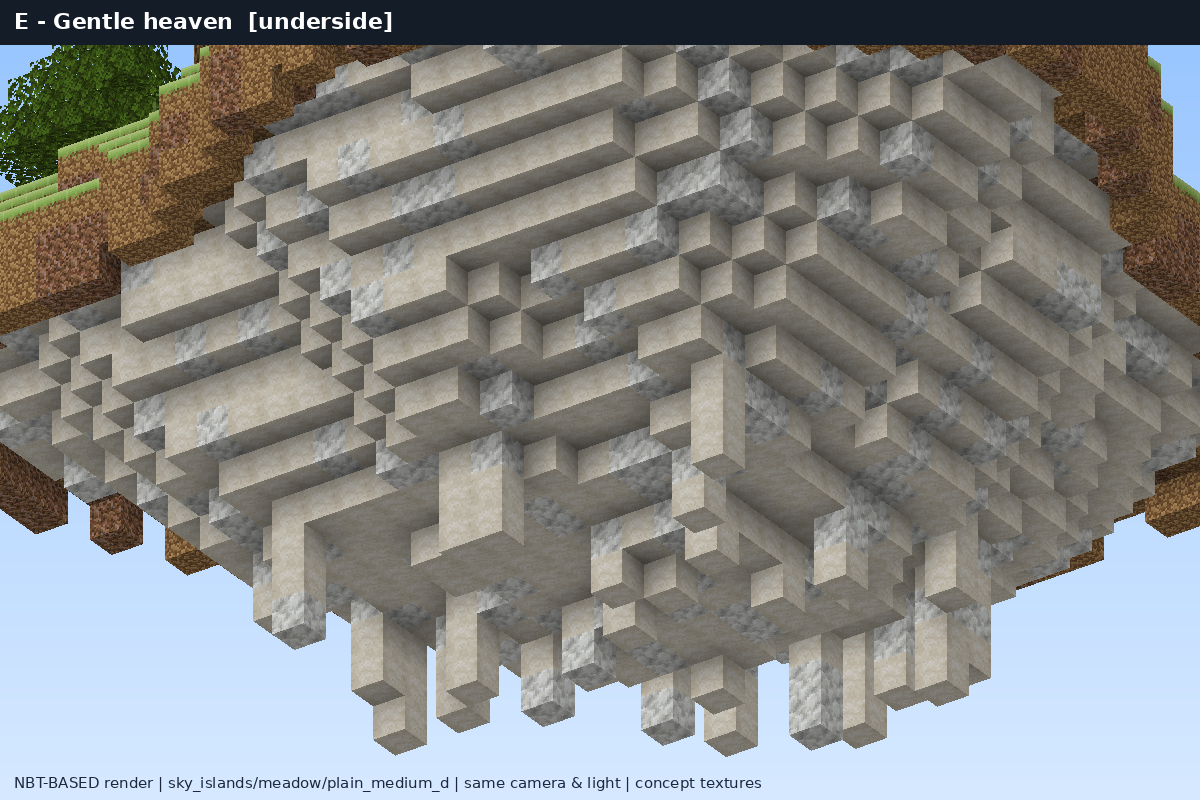 E - Gentle heaven [underside]
NBT-BASED render | sky_islands/meadow/plain_medium_d | same camera & light | concept textures